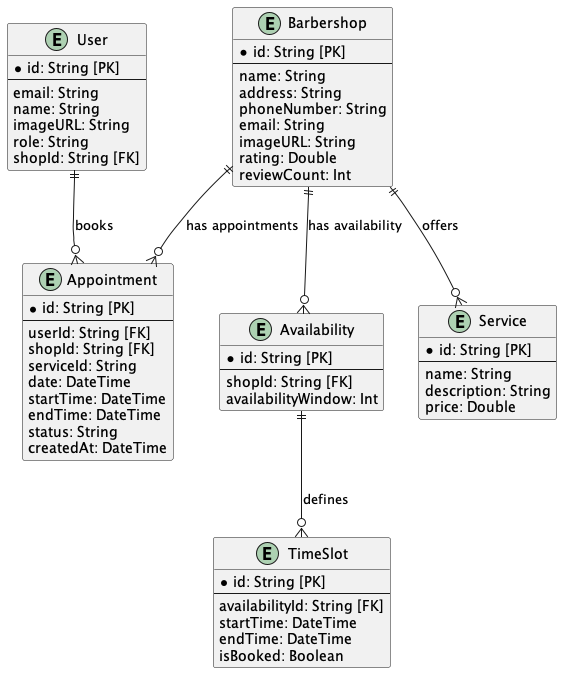 E User
* id: String [PK]
email: String
name: String
imageURL: String
role: String
shopId: String [FK]
E Barbershop
* id: String [PK]
name: String
address: String
phoneNumber: String
email: String
imageURL: String
rating: Double
reviewCount: Int
books
has appointments
has availability
offers
E Appointment
* id: String [PK]
userId: String [FK]
shopId: String [FK]
serviceId: String
date: DateTime
startTime: DateTime
endTime: DateTime
status: String
createdAt: DateTime
E Availability
* id: String [PK]
shopId: String [FK]
availabilityWindow: Int
E Service
* id: String [PK]
name: String
description: String
price: Double
defines
E TimeSlot
* id: String [PK]
availabilityId: String [FK]
startTime: DateTime
endTime: DateTime
isBooked: Boolean